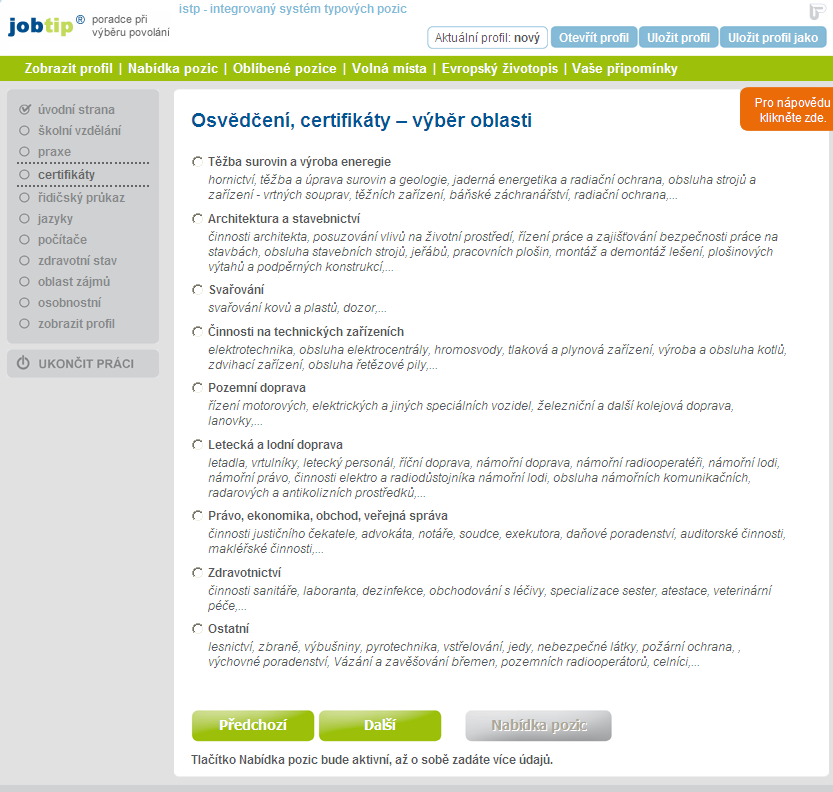 istp - integrovaný systém typových pozic
jobtip®
poradce při
výběru povolání
Aktuální profil: nový
Otevřít profil
Uložit profil
Uložit profil jako
Zobrazit profil | Nabídka pozic | Oblíbené pozice | Volná místa | Evropský životopis | Vaše připomínky
úvodní strana
školní vzdělání
praxe
certifikáty
řidičský průkaz
jazyky
počítače
zdravotní stav
oblast zájmů
osobnostní
zobrazit profil
UKONČIT PRÁCI
Pro nápovědu
klikněte zde.
Osvědčení, certifikáty – výběr oblasti
Těžba surovin a výroba eneregie
hornictví, těžba a úprava surovin a geologie, jaderná energetika a radiační ochrana, obsluha strojů a
zařízení - vrtných souprav, těžních zařízení, báňské záchranářství, radiační ochrana,...
Architektura a stavebnictví
činnosti architekta, posuzování vlivů na životní prostředí, řízení práce a zajišťování bezpečnosti práce na
stavbách, obsluha stavebních strojů, jeřábů, pracovních plošin, montáž a demontáž lešení, plošinových
výtahů a podpěrných konstrukcí,...
Svařování
svařování kovů a plastů, dozor,...
Činnosti na technických zařízeních
elektrotechnika, obsluha elektrocentrály, hromosvody, tlaková a plynová zařízení, výroba a obsluha kotlů,
zdvihací zařízení, obsluha řetězové pily,...
Pozemní doprava
řízení motorových, elektrických a jiných speciálních vozidel, železniční a další kolejová doprava,
lanovky,...
Letecká a lodní doprava
letadla, vrtulníky, letecký personál, říční doprava, námořní doprava, námořní radiooperatéři, námořní lodi,
námořní právo, činnosti elektro a radiodůstojníka námořní lodi, obsluha námořních komunikačních,
radarových a antikolizních prostředků,...
Právo, ekonomika, obchod, veřejná správa
činnosti justičního čekatele, advokáta, notáře, soudce, exekutora, daňové poradenství, auditorské činnosti,
makléřské činnosti,...
Zdravotnictví
činnosti sanitáře, laboranta, dezinfekce, obchodování s léčivy, specializace sester, atestace, veterinární
péče,...
Ostatní
lesnictví, zbraně, výbušniny, pyrotechnika, vstřelování, jedy, nebezpečné látky, požární ochrana, ,
výchovné poradenství, Vázání a zavěšování břemen, pozemních radiooperátorů, celníci,...
Předchozí
Další
Nabídka pozic
Tlačítko Nabídka pozic bude aktivní, až o sobě zadáte více údajů.